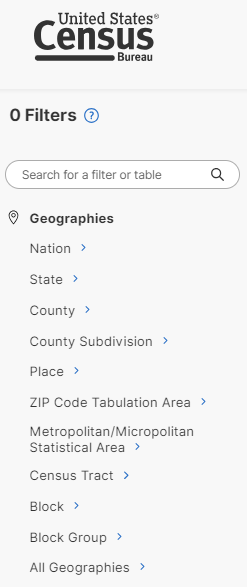 United States®
Census
Bureau
0 Filters ?
Search for a filter or table
Geographies
Nation
State
County
County Subdivision
Place
ZIP Code Tabulation Area
Metropolitan/Micropolitan
Statistical Area
Census Tract
Block
Block Group
All Geographies